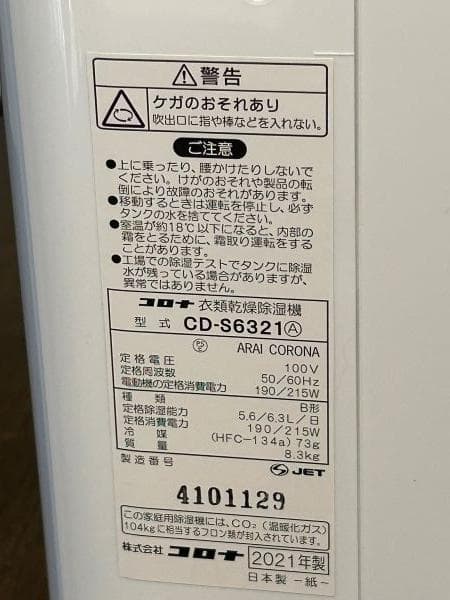 警告
ケガのおそれあり
吹出口に指や棒などを入れない。
ご注意
●上に乗ったり、腰かけたりしないで
ください。けがのおそれや製品の転
倒により故障のおそれがあります。
●移動するときは運転を停止し、必ず
タンクの水を捨ててください。
●室温が約18℃以下になると、内部の
霜をとるために、霜取り運転をする
ことがあります。
●工場での除湿テストでタンクに除湿
水が残っている場合がありますが、
異常ではありません。
コロナ 衣類乾燥除湿機
型式 CD-S6321Ⓐ
PSE ARAI CORONA
定格電圧 100V
定格周波数 50/60Hz
電動機の定格消費電力 190/215W
種類 B形
定格除湿能力 5.6/6.3L/日
定格消費電力 190/215W
冷媒 (HFC-134a) 73g
質量 8.3kg
製造番号 JET
4101129
この家庭用除湿機には、CO₂（温暖化ガス）
104kgに相当するフロン類が封入されています。
株式会社 コロナ 2021年製
日本製 -紙-